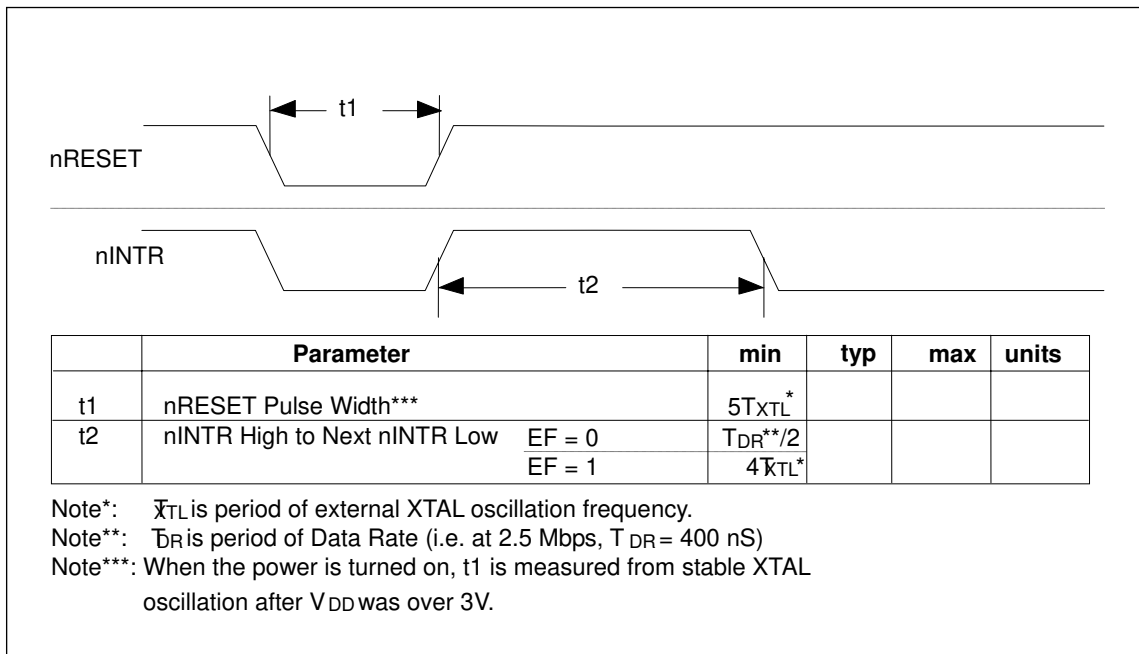 t1
nRESET
nINTR
t2
Parameter min typ max units
t1 nRESET Pulse Width*** 5TXTL*
t2 nINTR High to Next nINTR Low EF = 0 TDR**/2
EF = 1 4TXTL*
Note*: TXTL is period of external XTAL oscillation frequency.
Note**: TDR is period of Data Rate (i.e. at 2.5 Mbps, T DR = 400 nS)
Note***: When the power is turned on, t1 is measured from stable XTAL
oscillation after VDD was over 3V.